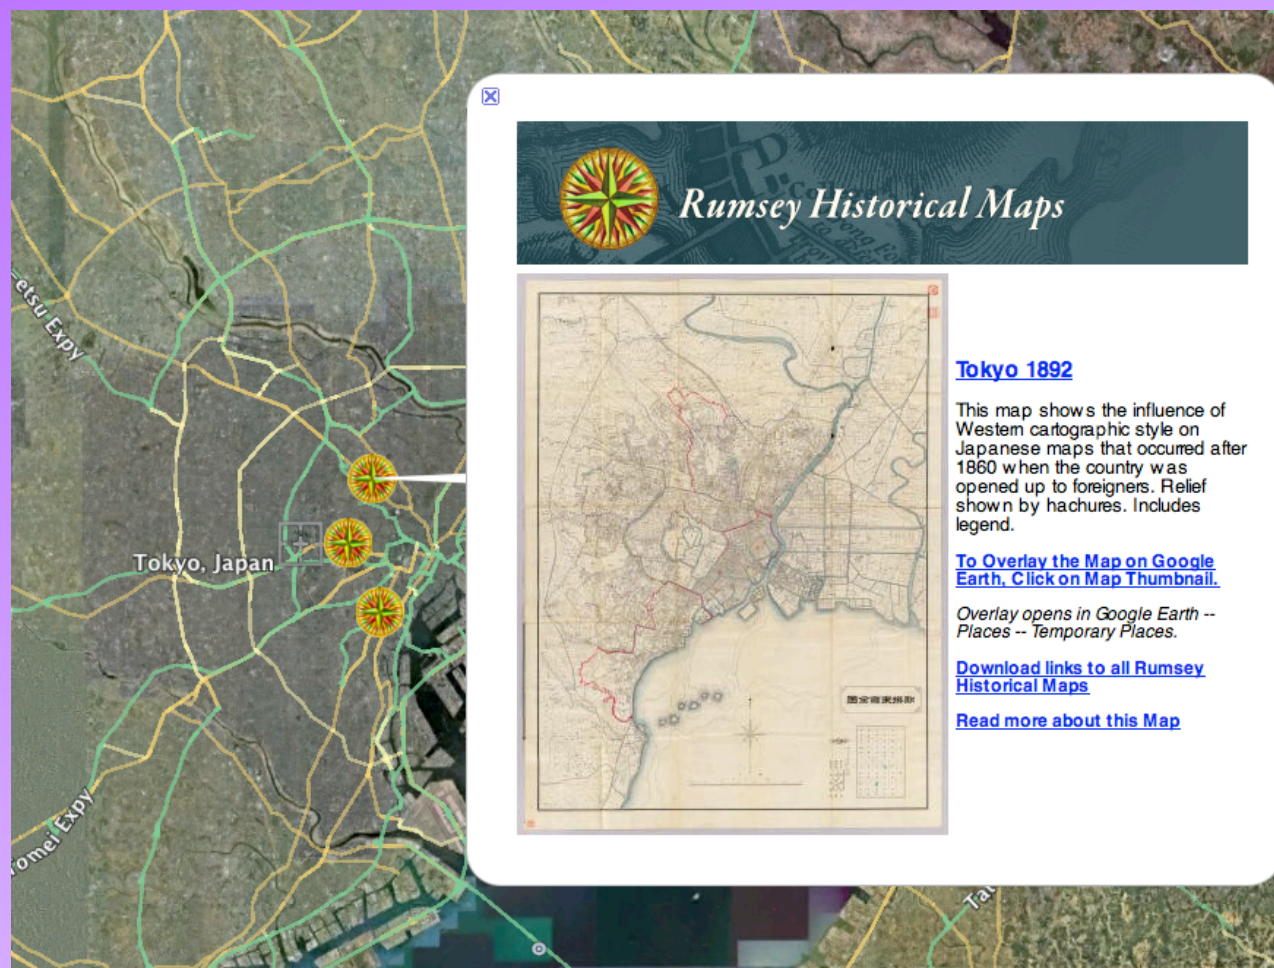 etsu Expy
Tokyo, Japan
Tomei Expy
Rumsey Historical Maps
Tokyo 1892
This map shows the influence of
Western cartographic style on
Japanese maps that occurred after
1860 when the country was
opened up to foreigners. Relief
shown by hachures. Includes
legend.
To Overlay the Map on Google
Earth, Click on Map Thumbnail.
Overlay opens in Google Earth --
Places -- Temporary Places.
Download links to all Rumsey
Historical Maps
Read more about this Map
Tat